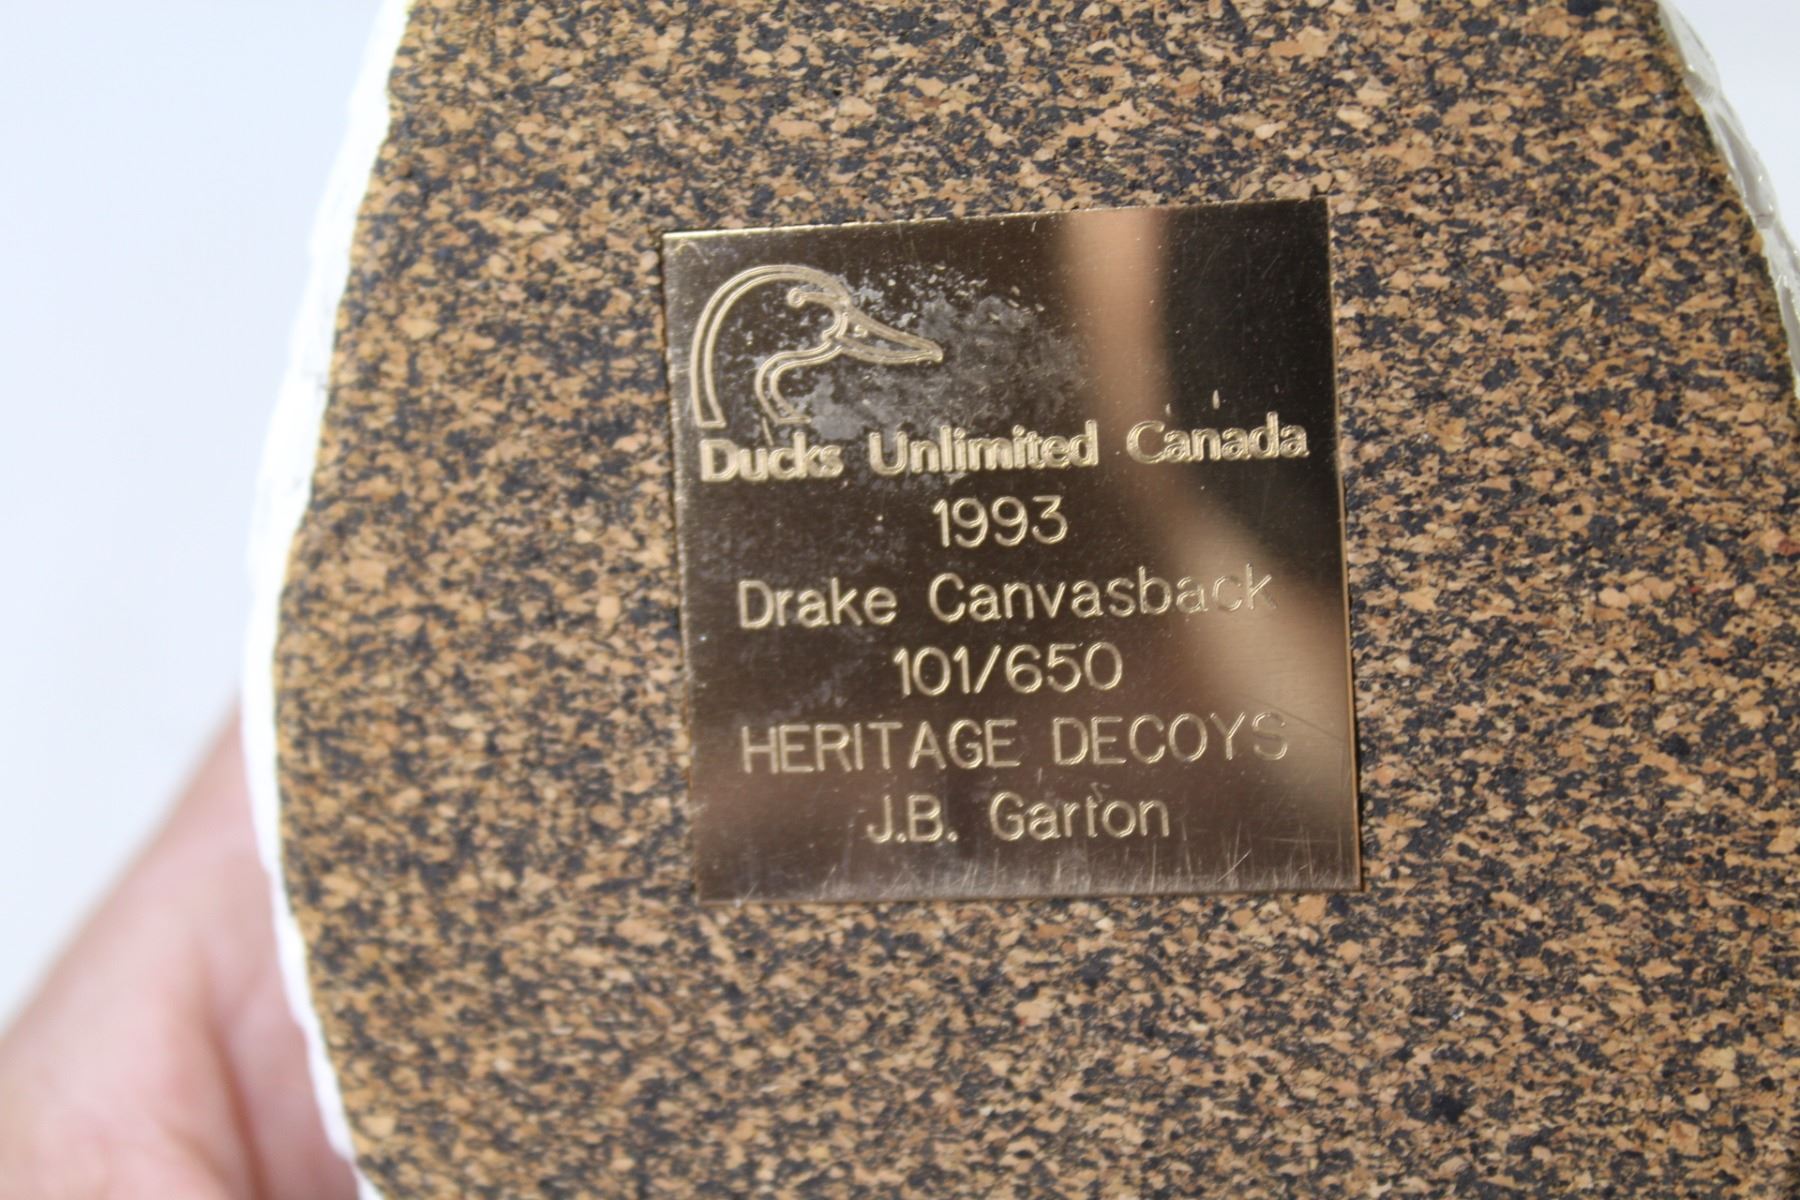 Ducks Unlimited Canada
1993
Drake Canvasback
101/650
HERITAGE DECOYS
J.B. Garton